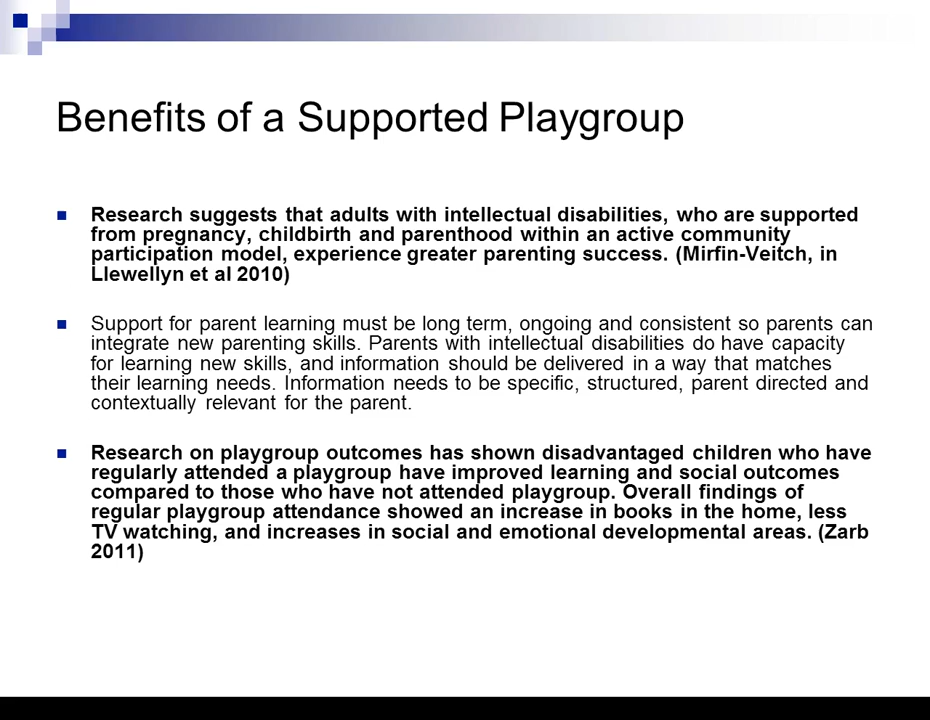 Benefits of a Supported Playgroup
Research suggests that adults with intellectual disabilities, who are supported
from pregnancy, childbirth and parenthood within an active community
participation model, experience greater parenting success. (Mirfin-Veitch, in
Llewellyn et al 2010)
Support for parent learning must be long term, ongoing and consistent so parents can
integrate new parenting skills. Parents with intellectual disabilities do have capacity
for learning new skills, and information should be delivered in a way that matches
their learning needs. Information needs to be specific, structured, parent directed and
contextually relevant for the parent.
Research on playgroup outcomes has shown disadvantaged children who have
regularly attended a playgroup have improved learning and social outcomes
compared to those who have not attended playgroup. Overall findings of
regular playgroup attendance showed an increase in books in the home, less
TV watching, and increases in social and emotional developmental areas. (Zarb
2011)